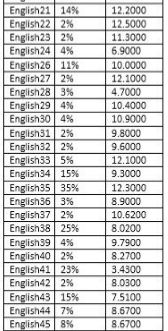 English21 14% 12.2000
English22 2% 12.5000
English23 2% 11.3000
English24 4% 6.9000
English26 11% 10.0000
English27 2% 12.1000
English28 3% 4.7000
English29 4% 10.4000
English30 4% 10.9000
English31 2% 9.8000
English32 2% 9.6000
English33 5% 12.1000
English34 15% 9.3000
English35 35% 12.3000
English36 3% 8.9000
English37 2% 10.6200
English38 25% 8.0200
English39 4% 9.7900
English40 2% 8.2700
English41 23% 3.4300
English42 2% 8.0300
English43 15% 7.5100
English44 7% 8.6700
English45 8% 8.6700